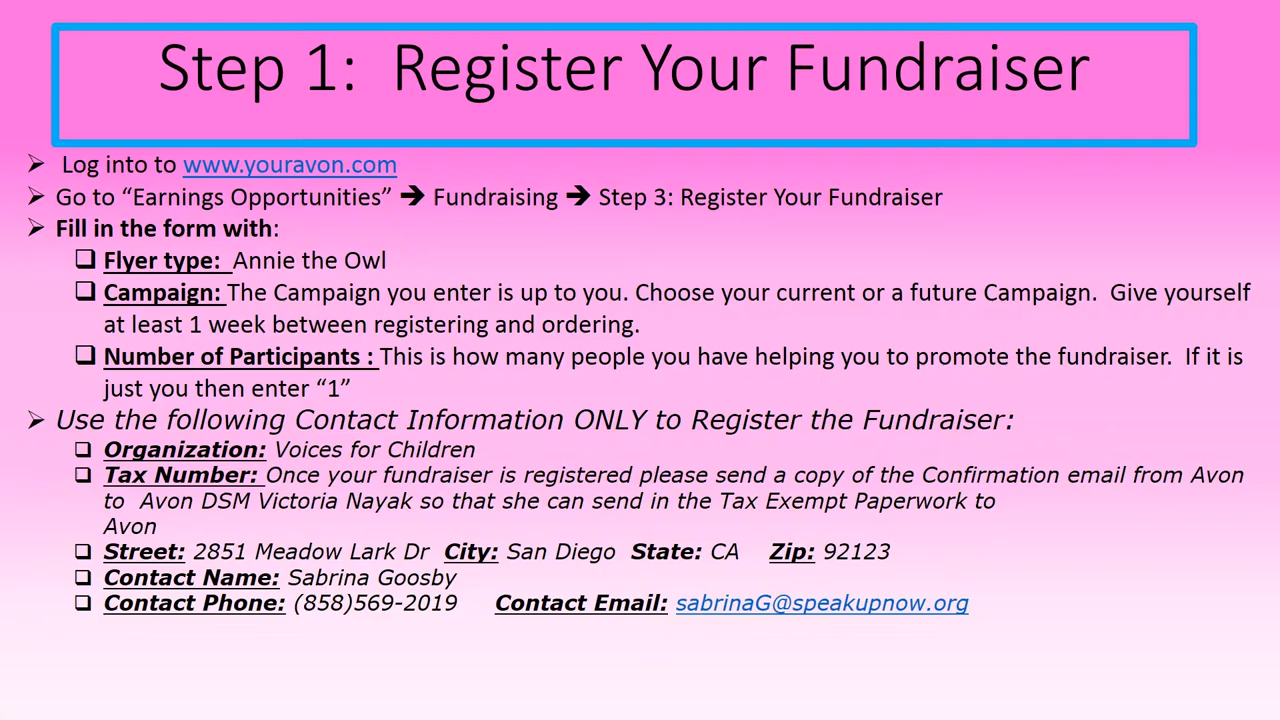 Step 1:  Register Your Fundraiser
➢ Log into to www.youravon.com
➢ Go to “Earnings Opportunities” ➔ Fundraising ➔ Step 3: Register Your Fundraiser
➢ Fill in the form with:
❑ Flyer type:  Annie the Owl
❑ Campaign: The Campaign you enter is up to you. Choose your current or a future Campaign.  Give yourself
at least 1 week between registering and ordering.
❑ Number of Participants : This is how many people you have helping you to promote the fundraiser.  If it is
just you then enter “1”
➢ Use the following Contact Information ONLY to Register the Fundraiser:
❑ Organization: Voices for Children
❑ Tax Number: Once your fundraiser is registered please send a copy of the Confirmation email from Avon
to  Avon DSM Victoria Nayak so that she can send in the Tax Exempt Paperwork to
Avon
❑ Street: 2851 Meadow Lark Dr  City: San Diego  State: CA    Zip: 92123
❑ Contact Name: Sabrina Goosby
❑ Contact Phone: (858)569-2019    Contact Email: sabrinaG@speakupnow.org